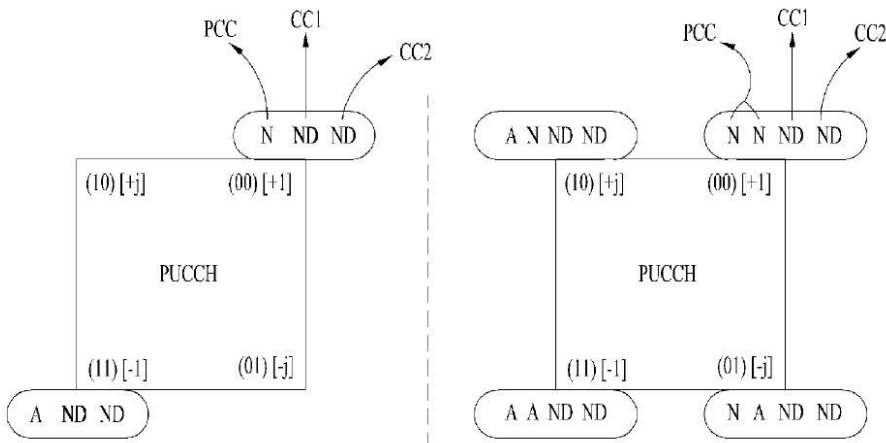 PCC CC1 CC2
N ND ND
(10) [+j] (00) [+1]
PUCCH
(11) [-1] (01) [-j]
A ND ND
PCC CC1 CC2
A N ND ND N N ND ND
(10) [+j] (00) [+1]
PUCCH
(11) [-1] (01) [-j]
A A ND ND N A ND ND